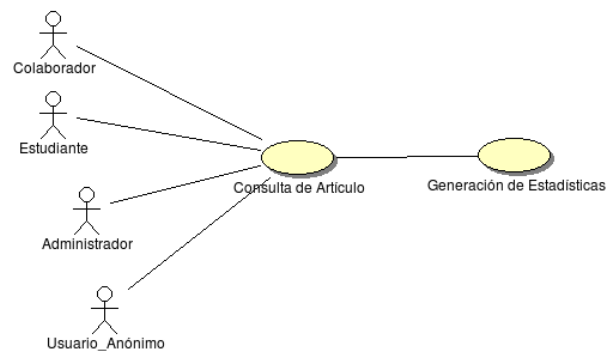 Colaborador
Estudiante
Consulta de Artículo
Generación de Estadísticas
Administrador
Usuario_Anónimo